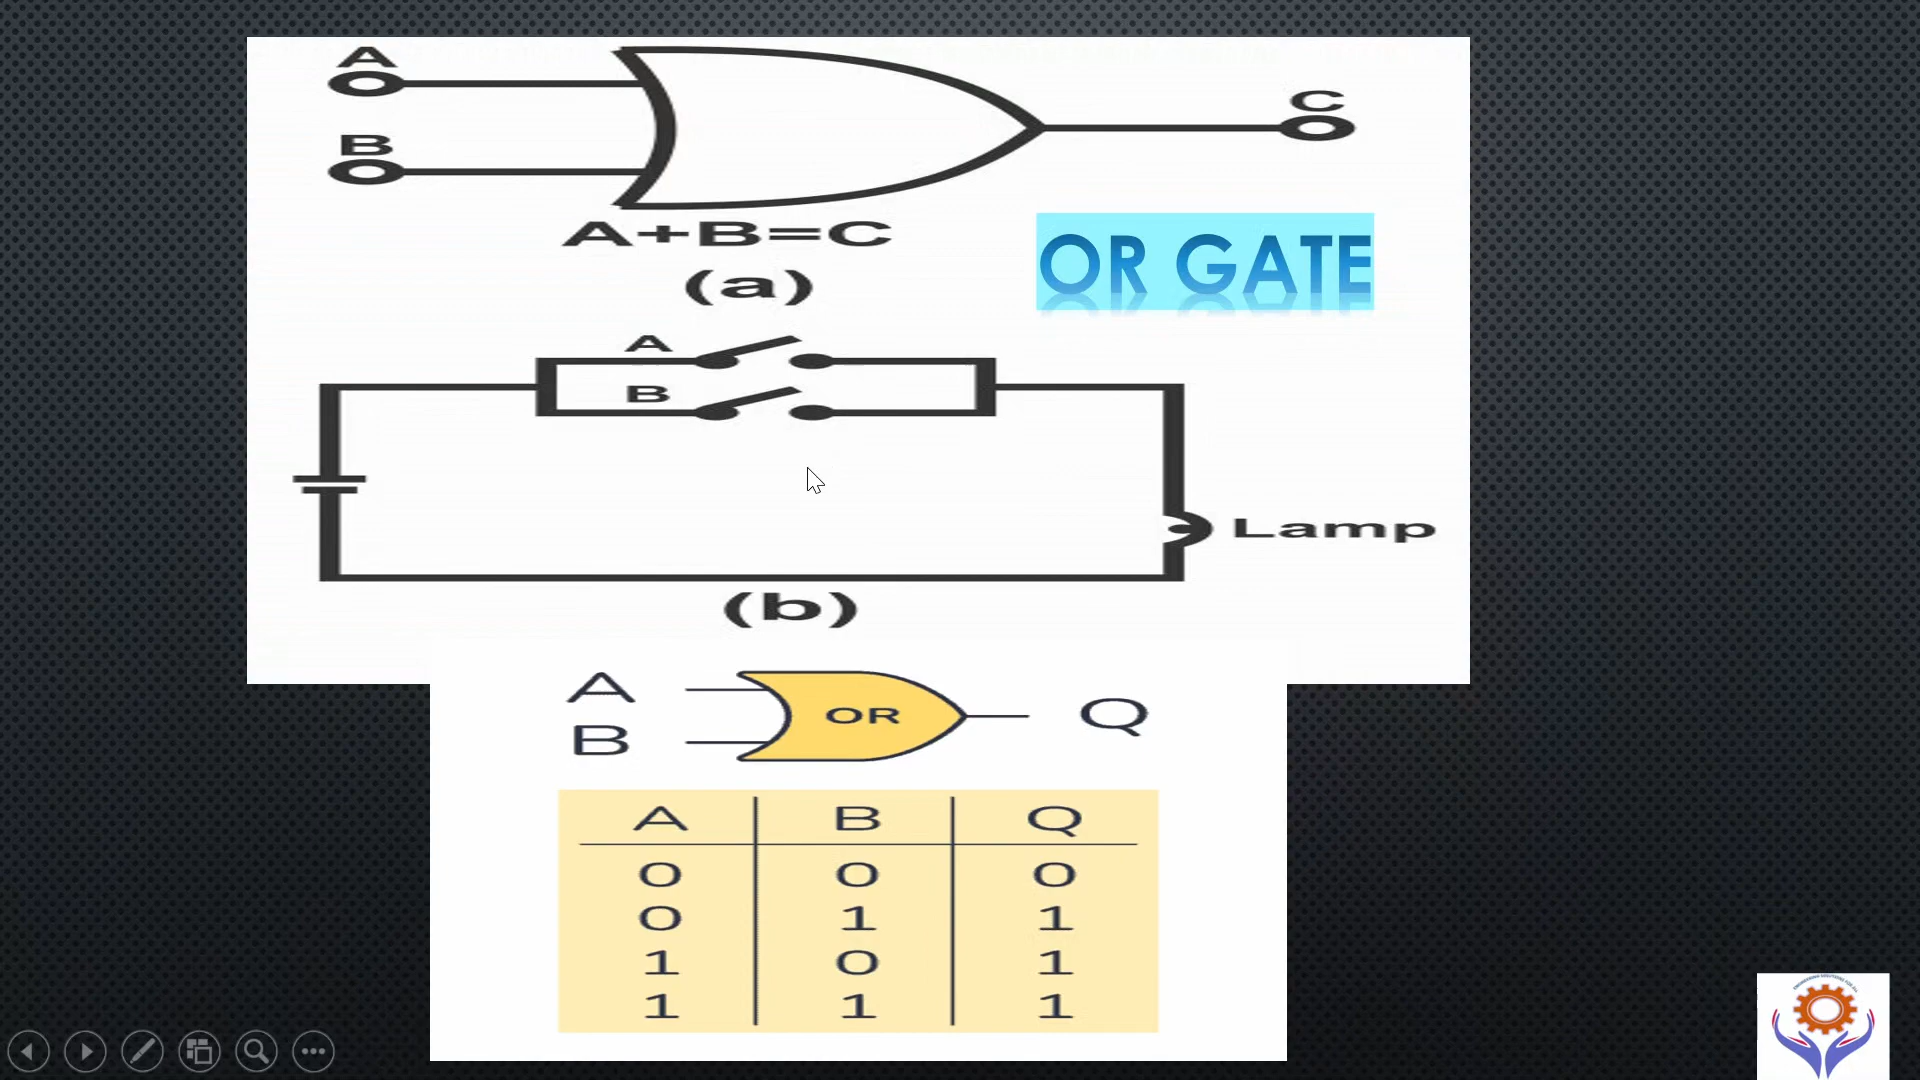 A
B
C
A+B=C
(a)
OR GATE
A
B
Lamp
(b)
A
B
OR
Q
A B Q
0 0 0
0 1 1
1 0 1
1 1 1